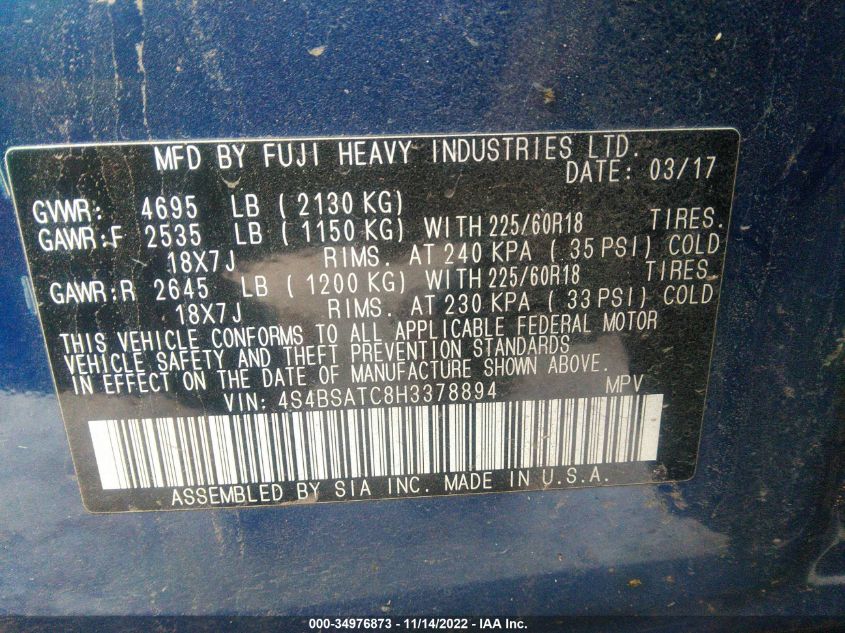 MFD BY FUJI HEAVY INDUSTRIES LTD.
DATE: 03/17
GVWR: 4695 LB ( 2130 KG)
GAWR:F 2535 LB ( 1150 KG) WITH 225/60R18 TIRES.
18X7J RIMS. AT 240 KPA ( 35 PSI) COLD
GAWR:R 2645 LB ( 1200 KG) WITH 225/60R18 TIRES.
18X7J RIMS. AT 230 KPA ( 33 PSI) COLD
THIS VEHICLE CONFORMS TO ALL APPLICABLE FEDERAL MOTOR
VEHICLE SAFETY AND THEFT PREVENTION STANDARDS
IN EFFECT ON THE DATE OF MANUFACTURE SHOWN ABOVE.
VIN: 4S4BSATC8H3378894 MPV
ASSEMBLED BY SIA INC. MADE IN U.S.A.
000-34976873 - 11/14/2022 - IAA Inc.